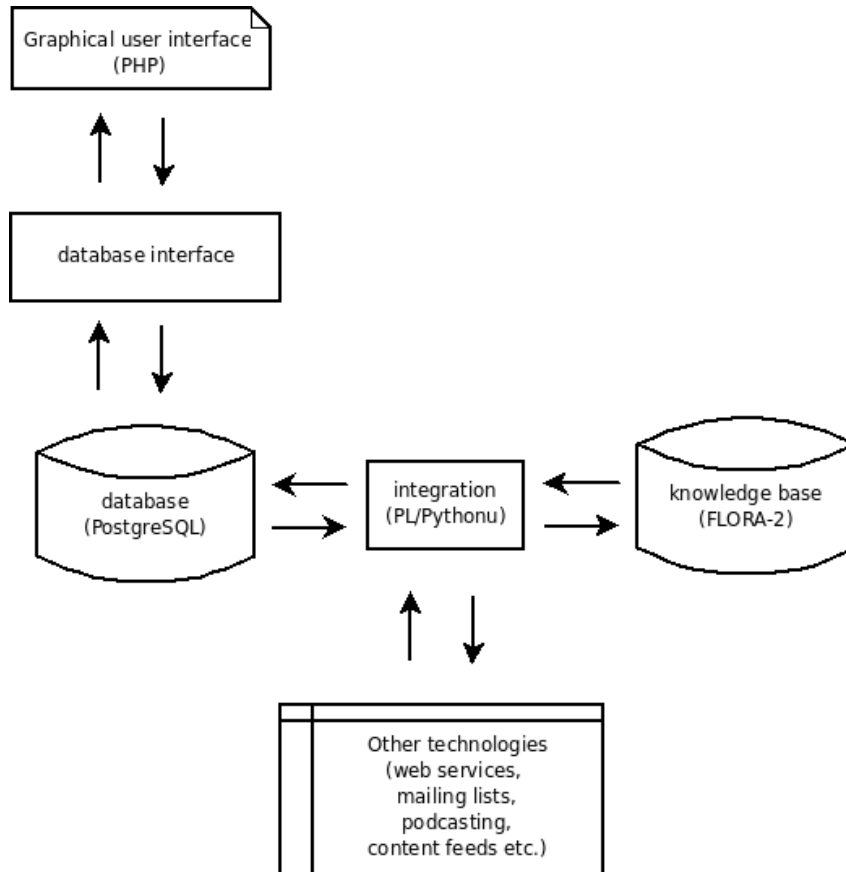 Graphical user interface
(PHP)
database interface
database
(PostgreSQL)
integration
(PL/Pythonu)
knowledge base
(FLORA-2)
Other technologies
(web services,
mailing lists,
podcasting,
content feeds etc.)